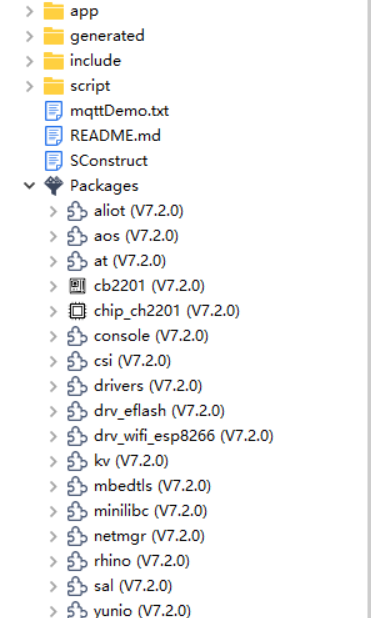 app
generated
include
script
mqttDemo.txt
README.md
SConstruct
Packages
aliot (V7.2.0)
aos (V7.2.0)
at (V7.2.0)
cb2201 (V7.2.0)
chip_ch2201 (V7.2.0)
console (V7.2.0)
csi (V7.2.0)
drivers (V7.2.0)
drv_eflash (V7.2.0)
drv_wifi_esp8266 (V7.2.0)
kv (V7.2.0)
mbedtls (V7.2.0)
minilibc (V7.2.0)
netmgr (V7.2.0)
rhino (V7.2.0)
sal (V7.2.0)
yunio (V7.2.0)